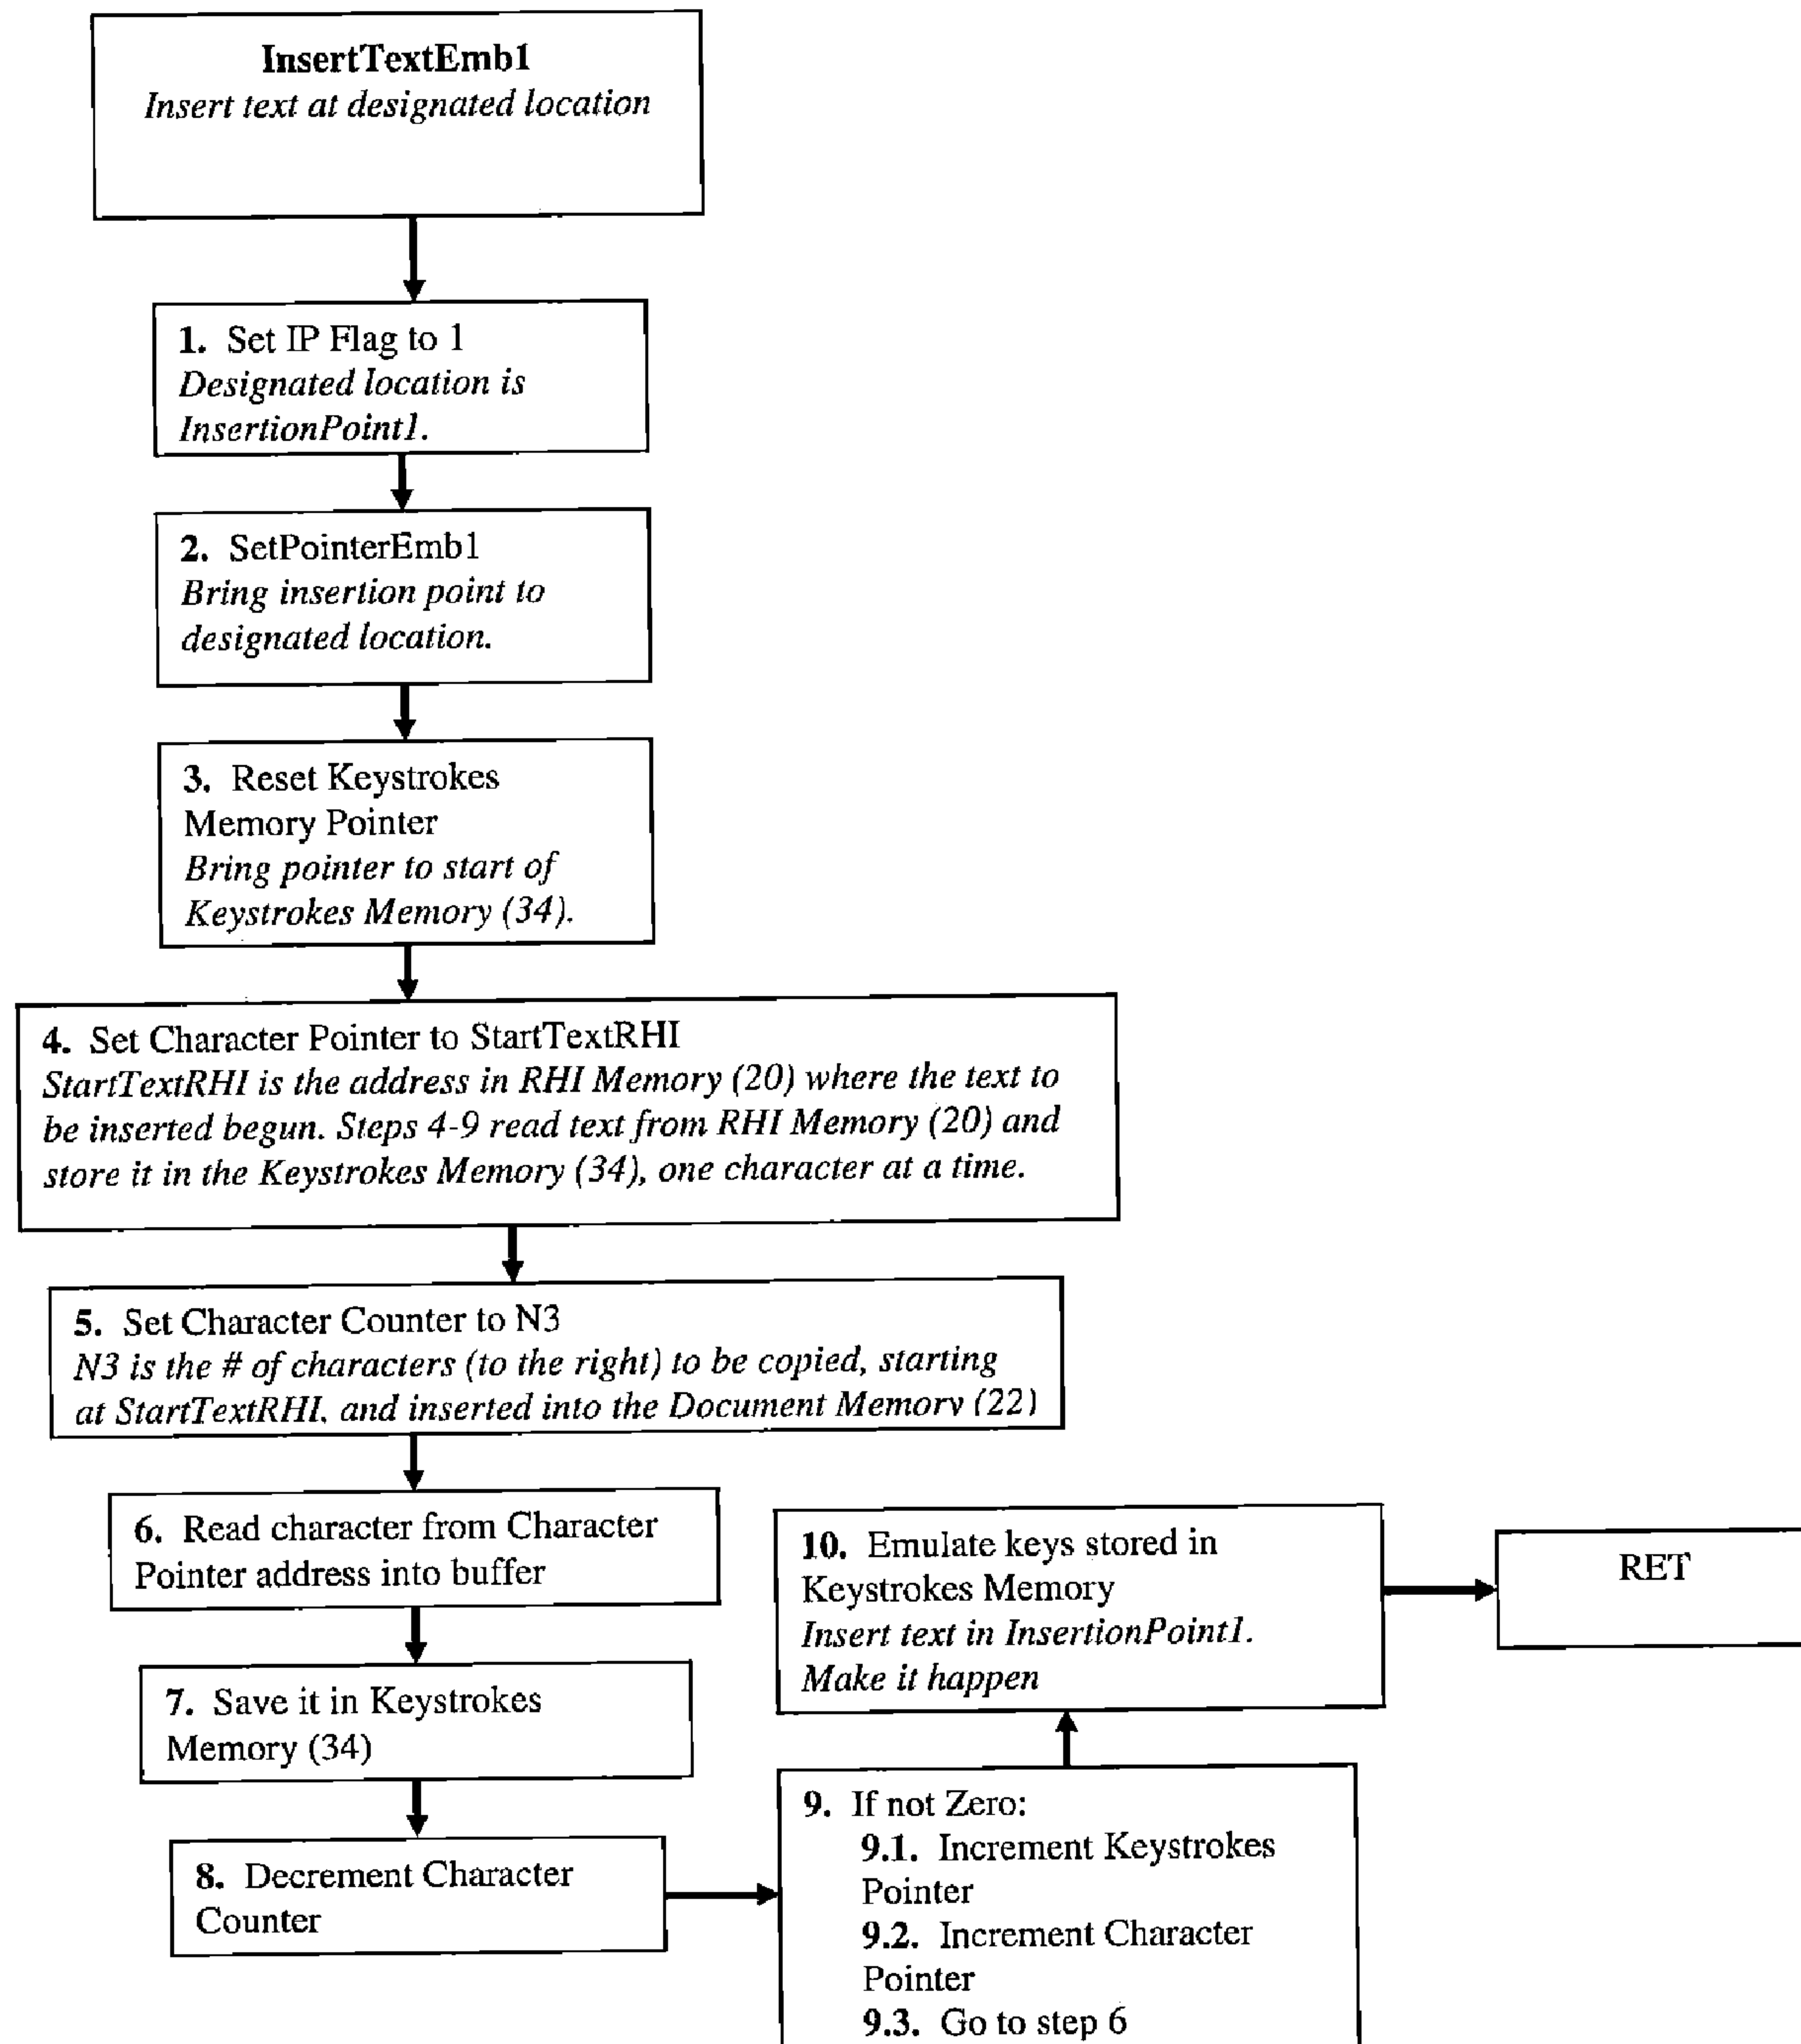 InsertTextEmb1
Insert text at designated location
1. Set IP Flag to 1
Designated location is
InsertionPoint1.
2. SetPointerEmb1
Bring insertion point to
designated location.
3. Reset Keystrokes
Memory Pointer
Bring pointer to start of
Keystrokes Memory (34).
4. Set Character Pointer to StartTextRHI
StartTextRHI is the address in RHI Memory (20) where the text to
be inserted begun. Steps 4-9 read text from RHI Memory (20) and
store it in the Keystrokes Memory (34), one character at a time.
5. Set Character Counter to N3
N3 is the # of characters (to the right) to be copied, starting
at StartTextRHI, and inserted into the Document Memory (22)
6. Read character from Character
Pointer address into buffer
7. Save it in Keystrokes
Memory (34)
8. Decrement Character
Counter
9. If not Zero:
9.1. Increment Keystrokes
Pointer
9.2. Increment Character
Pointer
9.3. Go to step 6
10. Emulate keys stored in
Keystrokes Memory
Insert text in InsertionPoint1.
Make it happen
RET